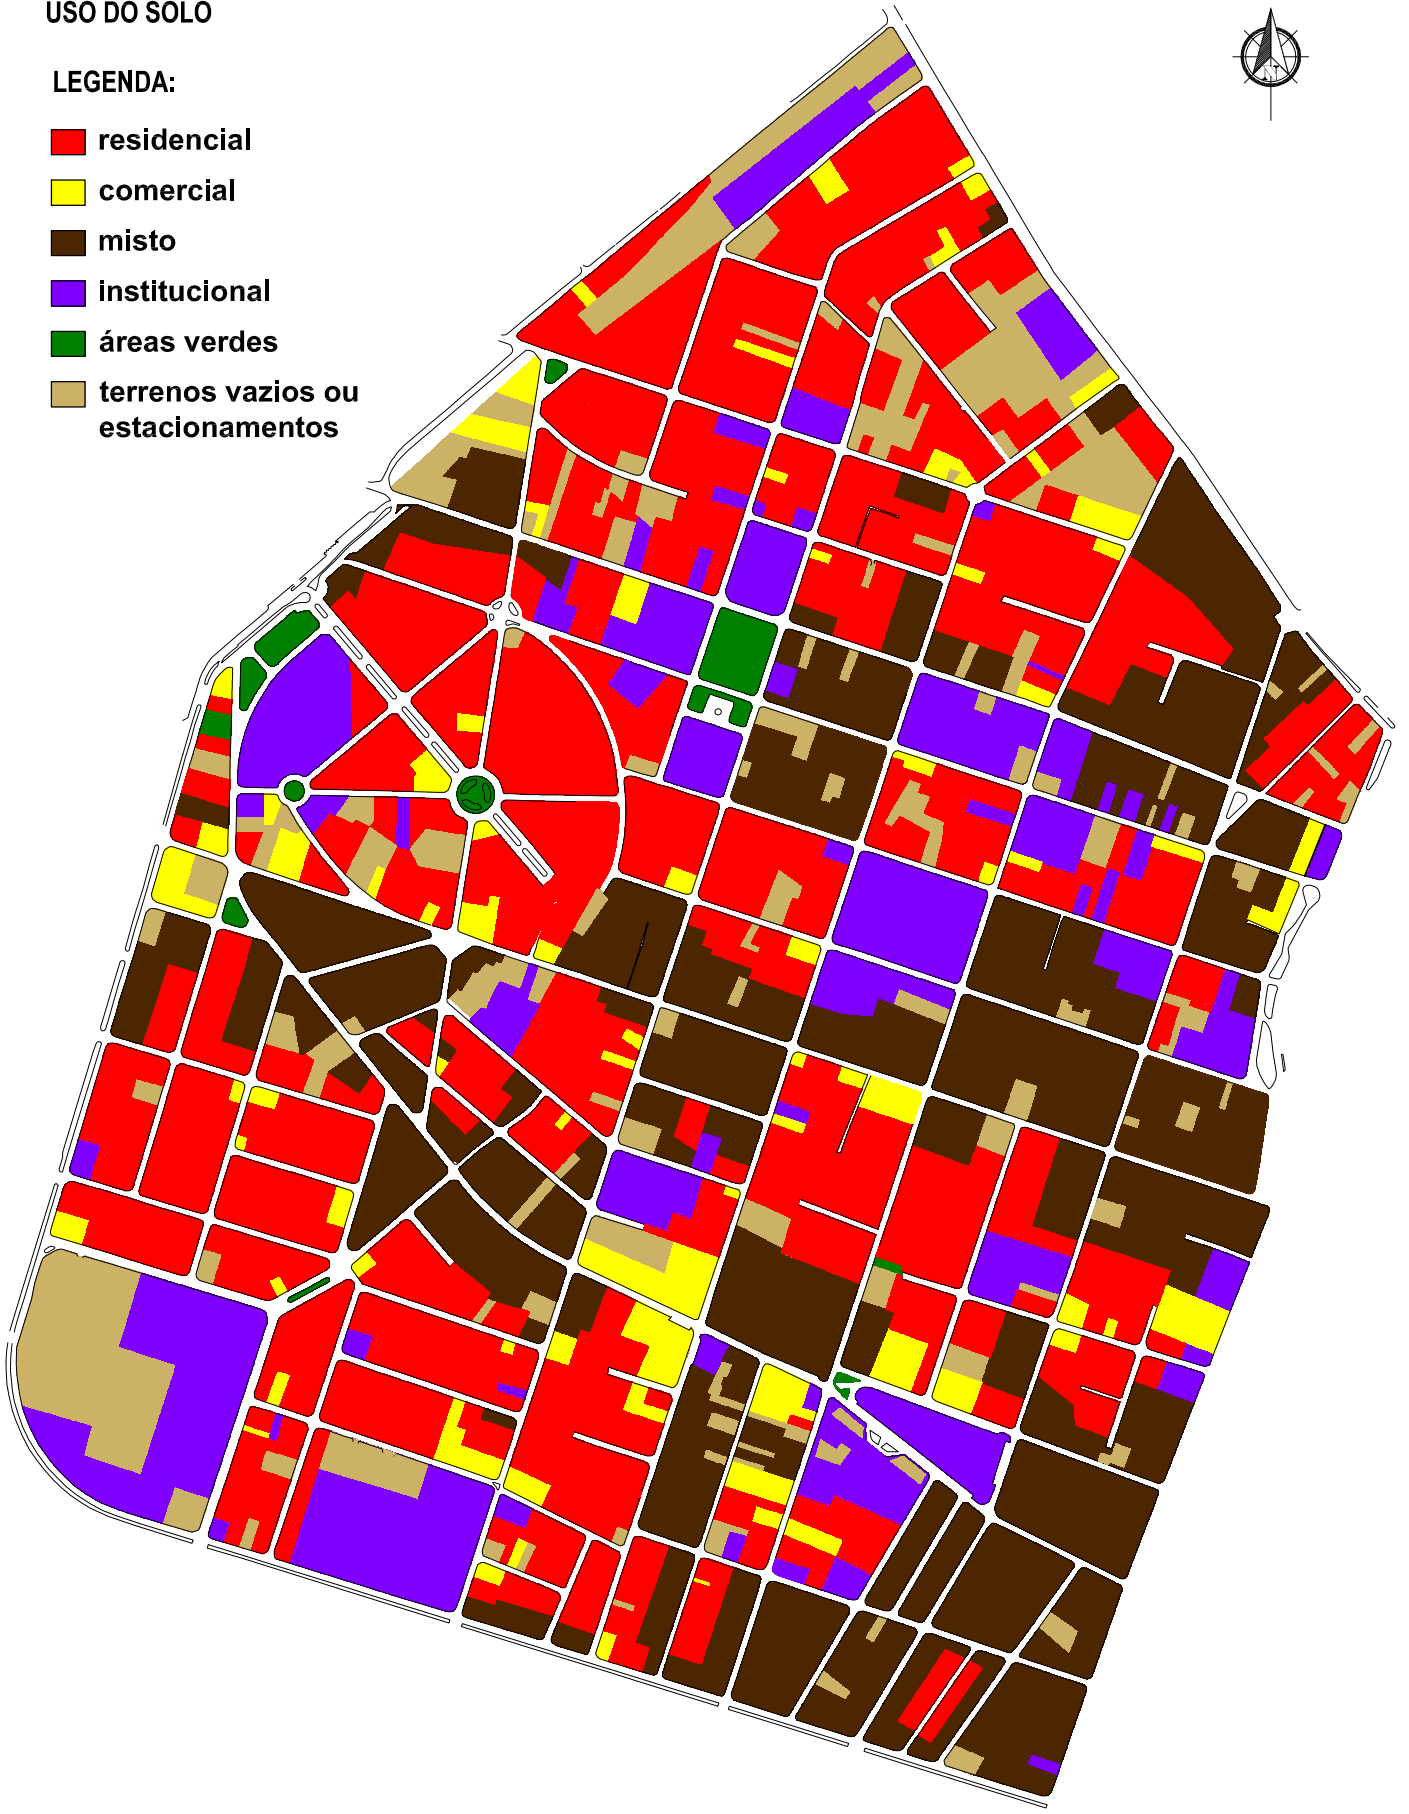 USO DO SOLO
LEGENDA:
residencial
comercial
misto
institucional
áreas verdes
terrenos vazios ou
estacionamentos
N